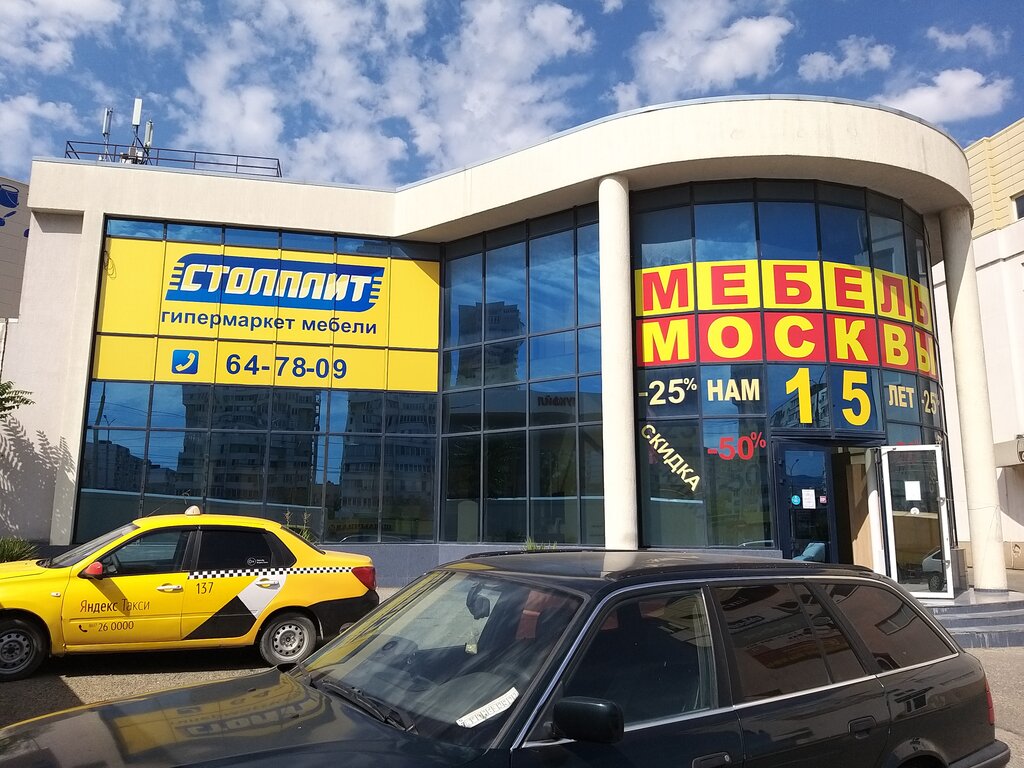 СТОЛПЛИТ
гипермаркет мебели
64-78-09
МЕБЕЛЬ
МОСКВЫ
-25% НАМ 15 ЛЕТ -25%
СКИДКА
-50%
137
Яндекс Такси
26 0000